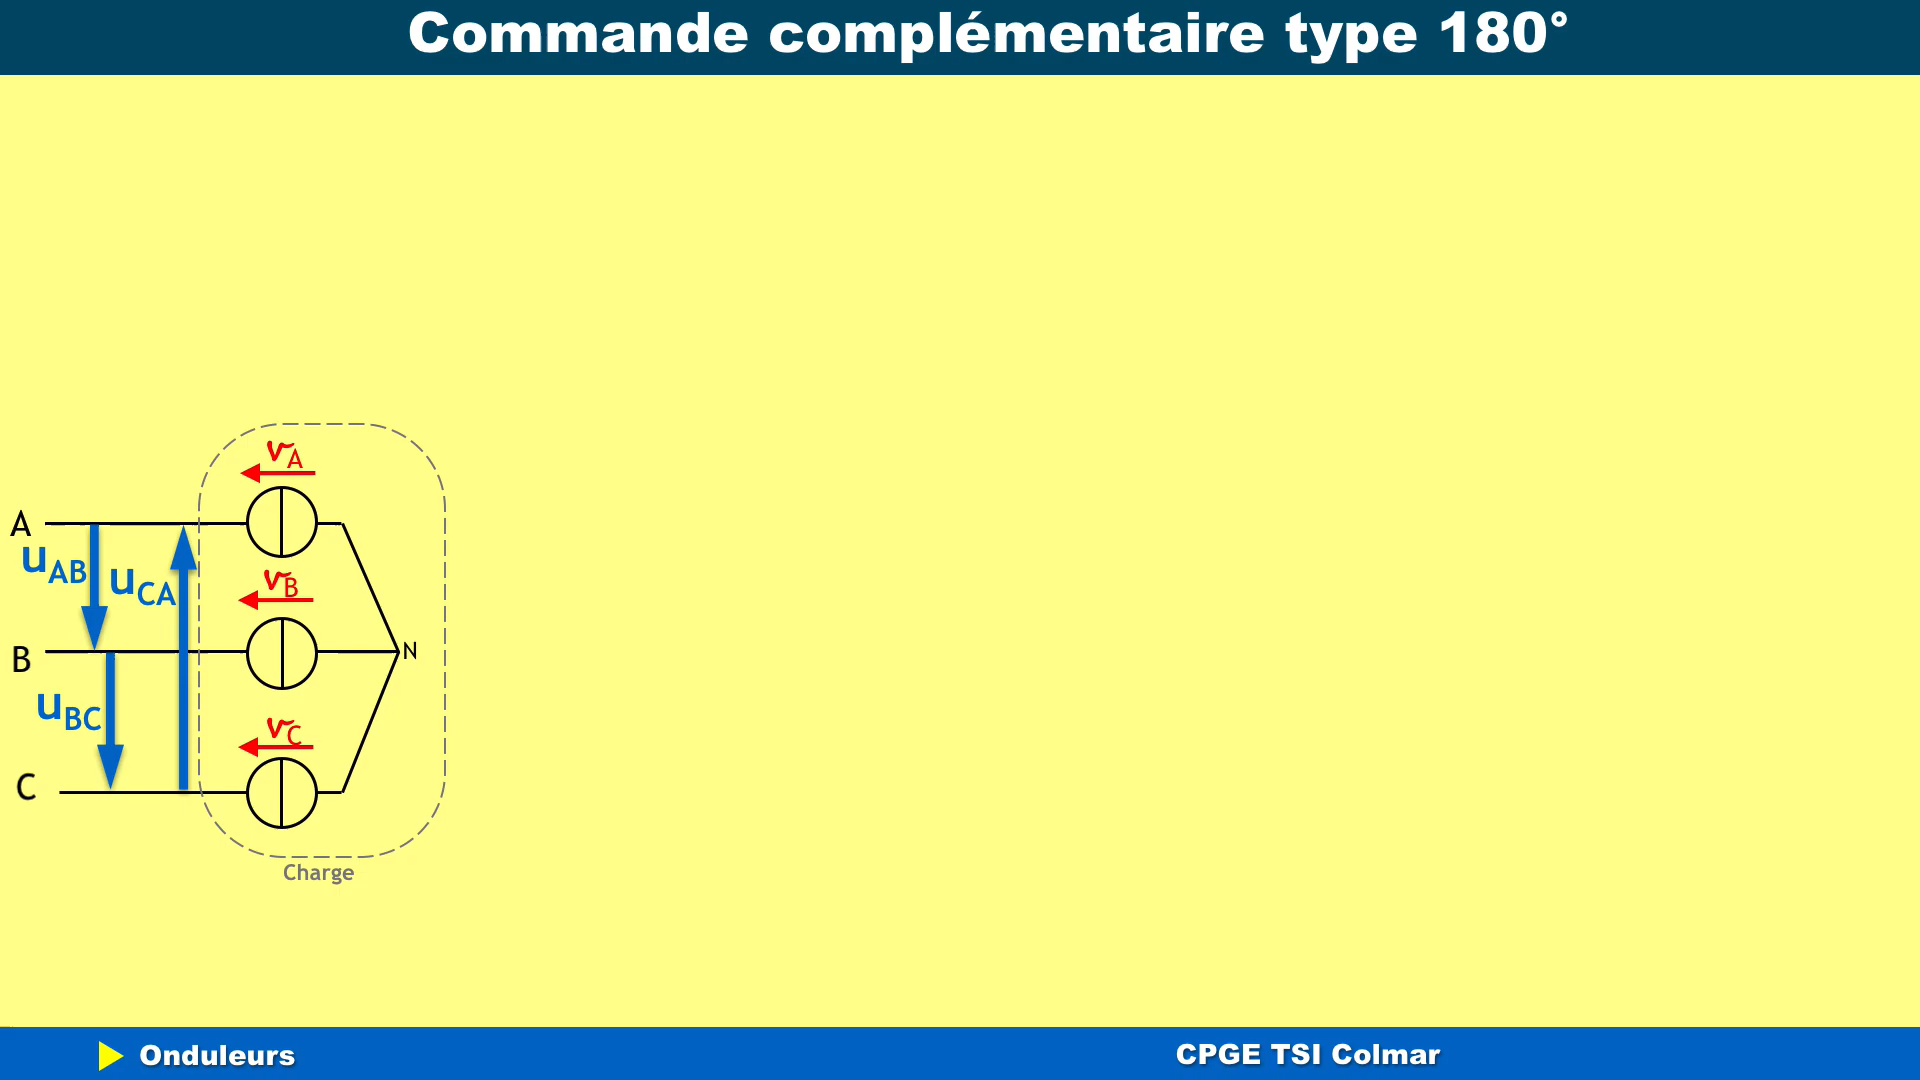 Commande complémentaire type 180°
vA
A
uAB
uCA
vB
N
B
uBC
vC
C
Charge
Onduleurs
CPGE TSI Colmar